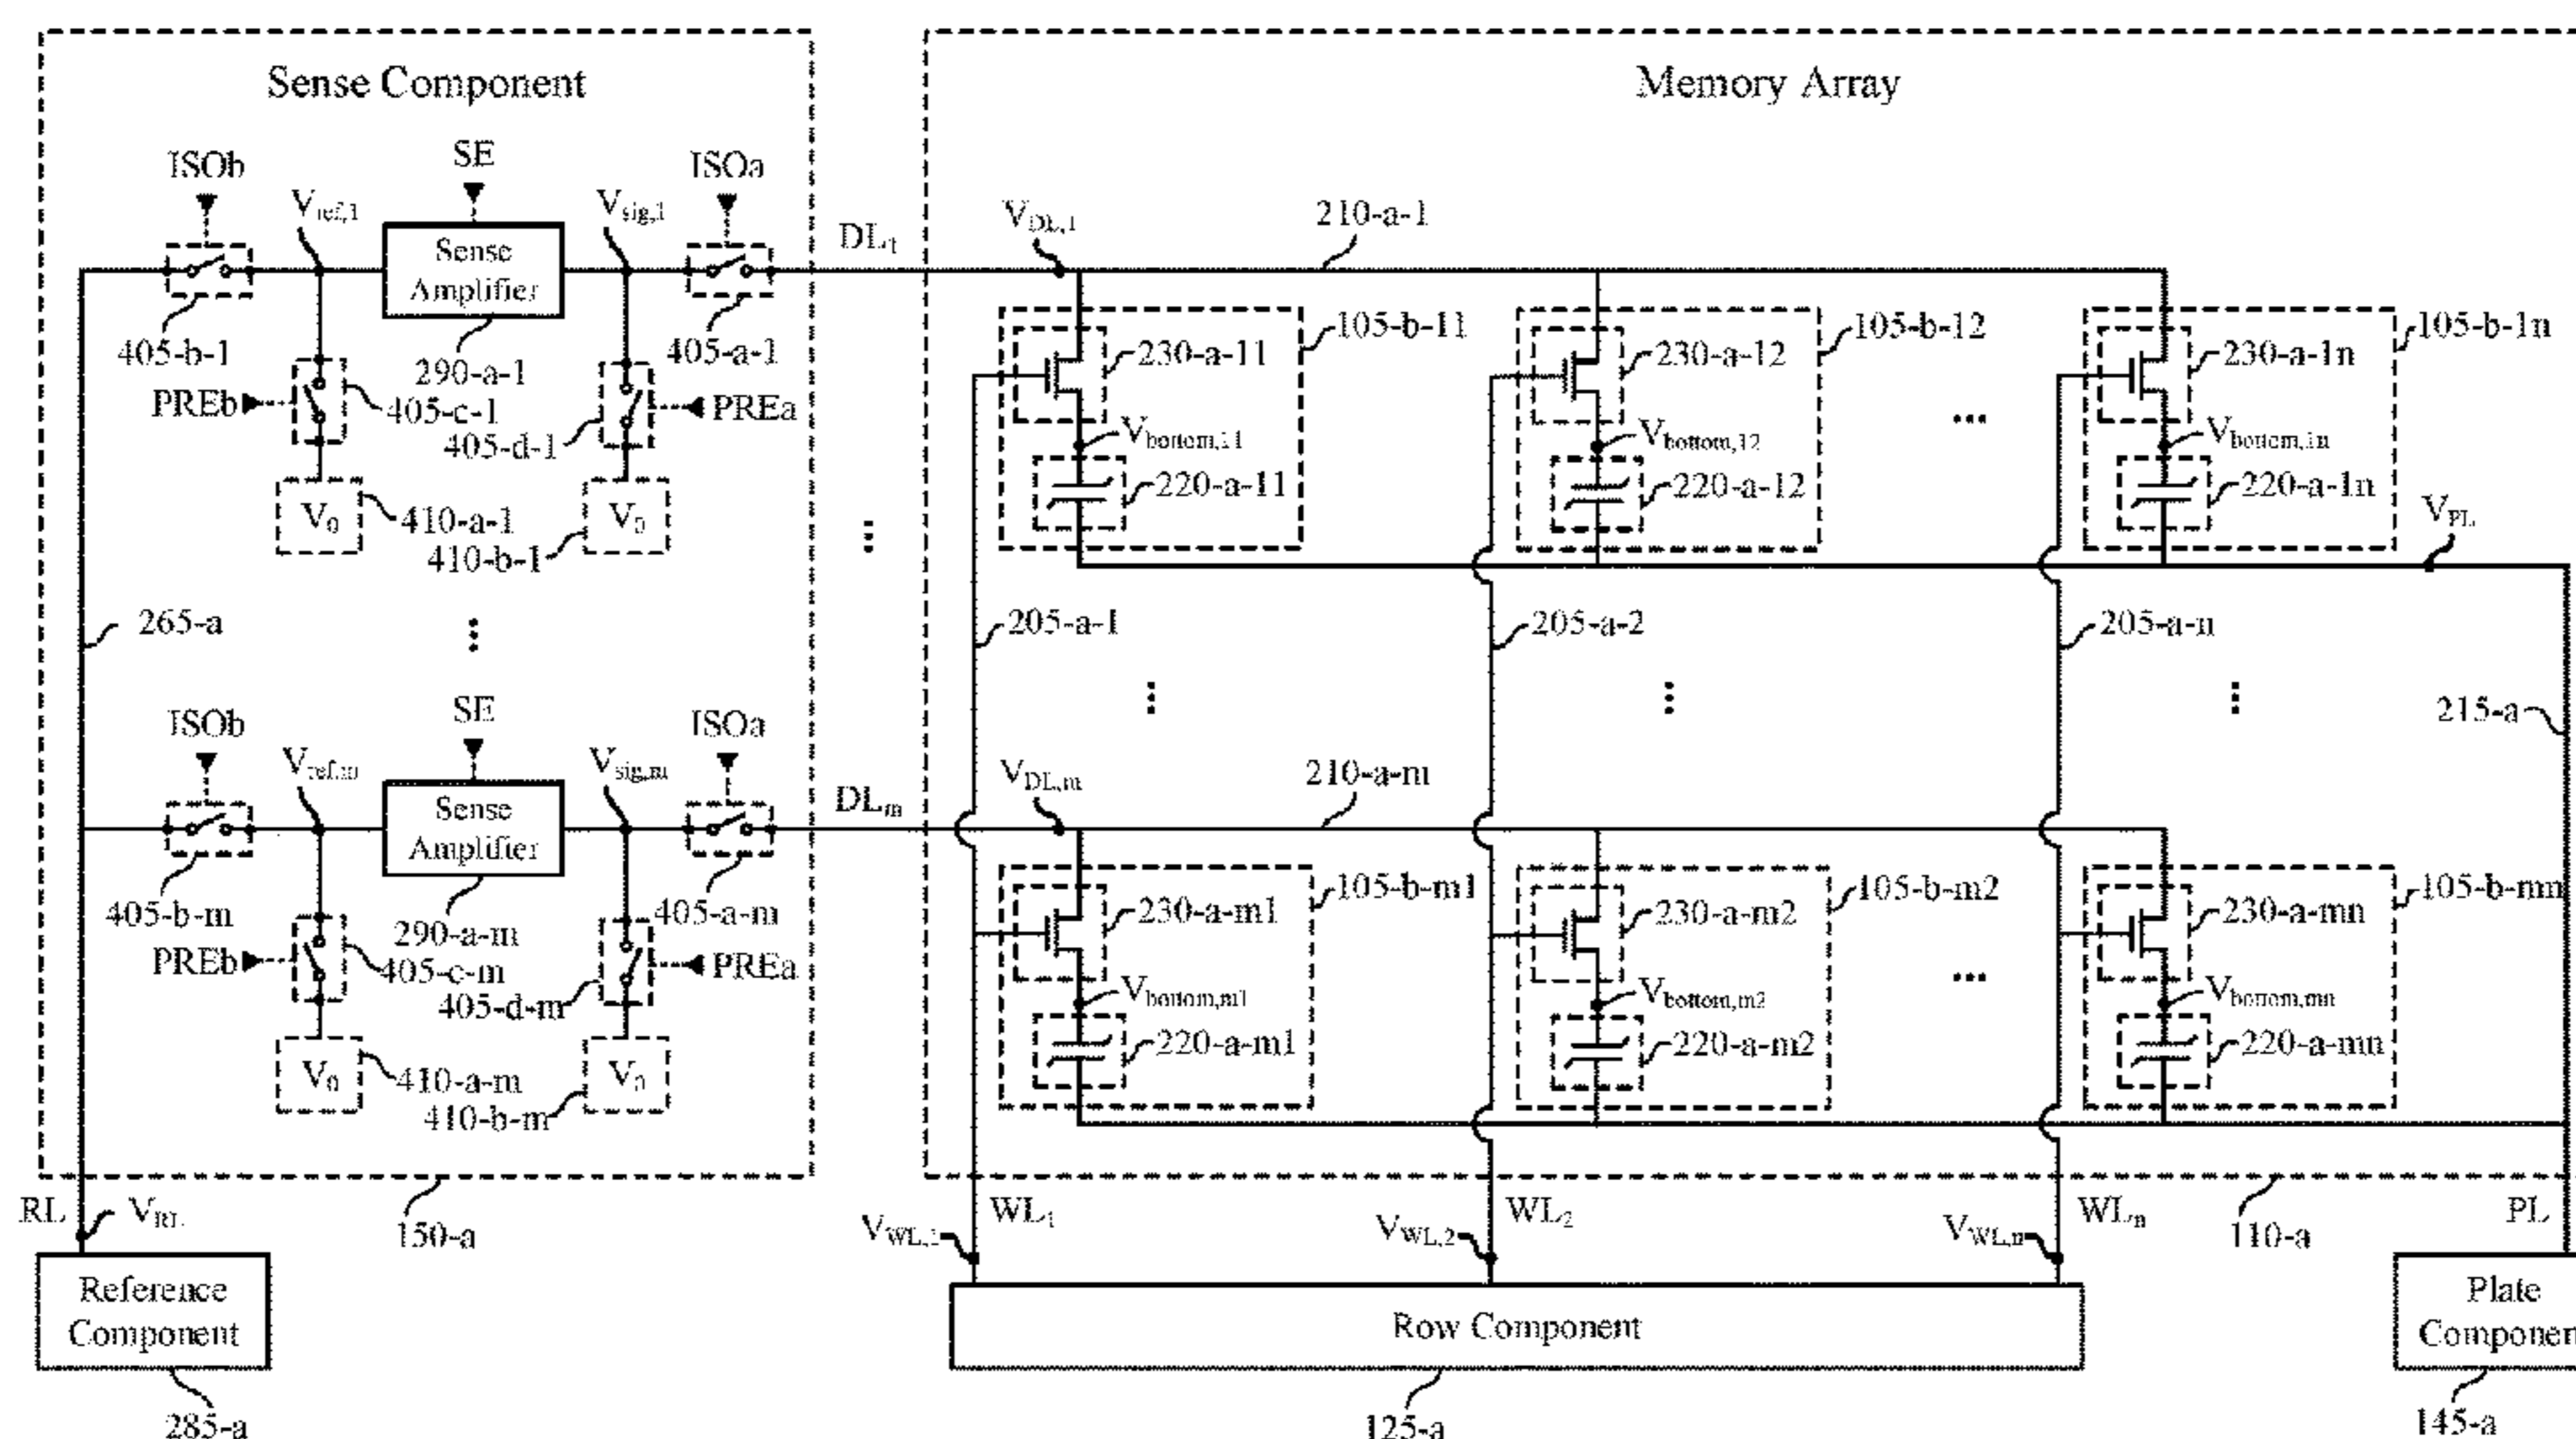 Sense Component
Memory Array
ISOb
SE
ISOa
Vref,1
Vsig,1
Sense
Amplifier
DL1
VDL,1
210-a-1
405-b-1
290-a-1
405-a-1
PREb
405-c-1
405-d-1
PREa
V0
410-a-1
V0
410-b-1
105-b-11
230-a-11
Vbottom,11
220-a-11
105-b-12
230-a-12
Vbottom,12
220-a-12
...
105-b-1n
230-a-1n
Vbottom,1n
220-a-1n
VPL
265-a
205-a-1
205-a-2
205-a-n
215-a
ISOb
SE
ISOa
Vref,m
Vsig,m
Sense
Amplifier
DLm
VDL,m
210-a-m
405-b-m
290-a-m
405-a-m
PREb
405-c-m
405-d-m
PREa
V0
410-a-m
V0
410-b-m
105-b-m1
230-a-m1
Vbottom,m1
220-a-m1
105-b-m2
230-a-m2
Vbottom,m2
220-a-m2
...
105-b-mn
230-a-mn
Vbottom,mn
220-a-mn
RL
VRL
150-a
VWL,1
WL1
VWL,2
WL2
VWL,n
WLn
110-a
PL
Reference
Component
Row Component
Plate
Componen
285-a
125-a
145-a